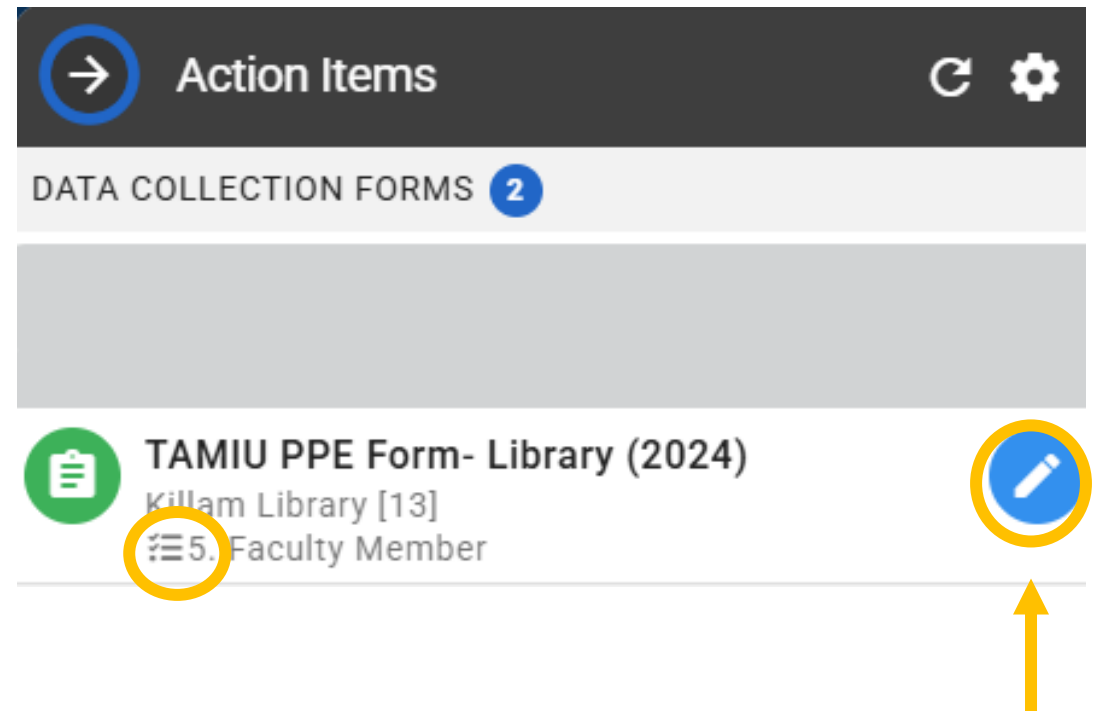 Action Items
DATA COLLECTION FORMS 2
TAMIU PPE Form- Library (2024)
Killam Library [13]
5. Faculty Member